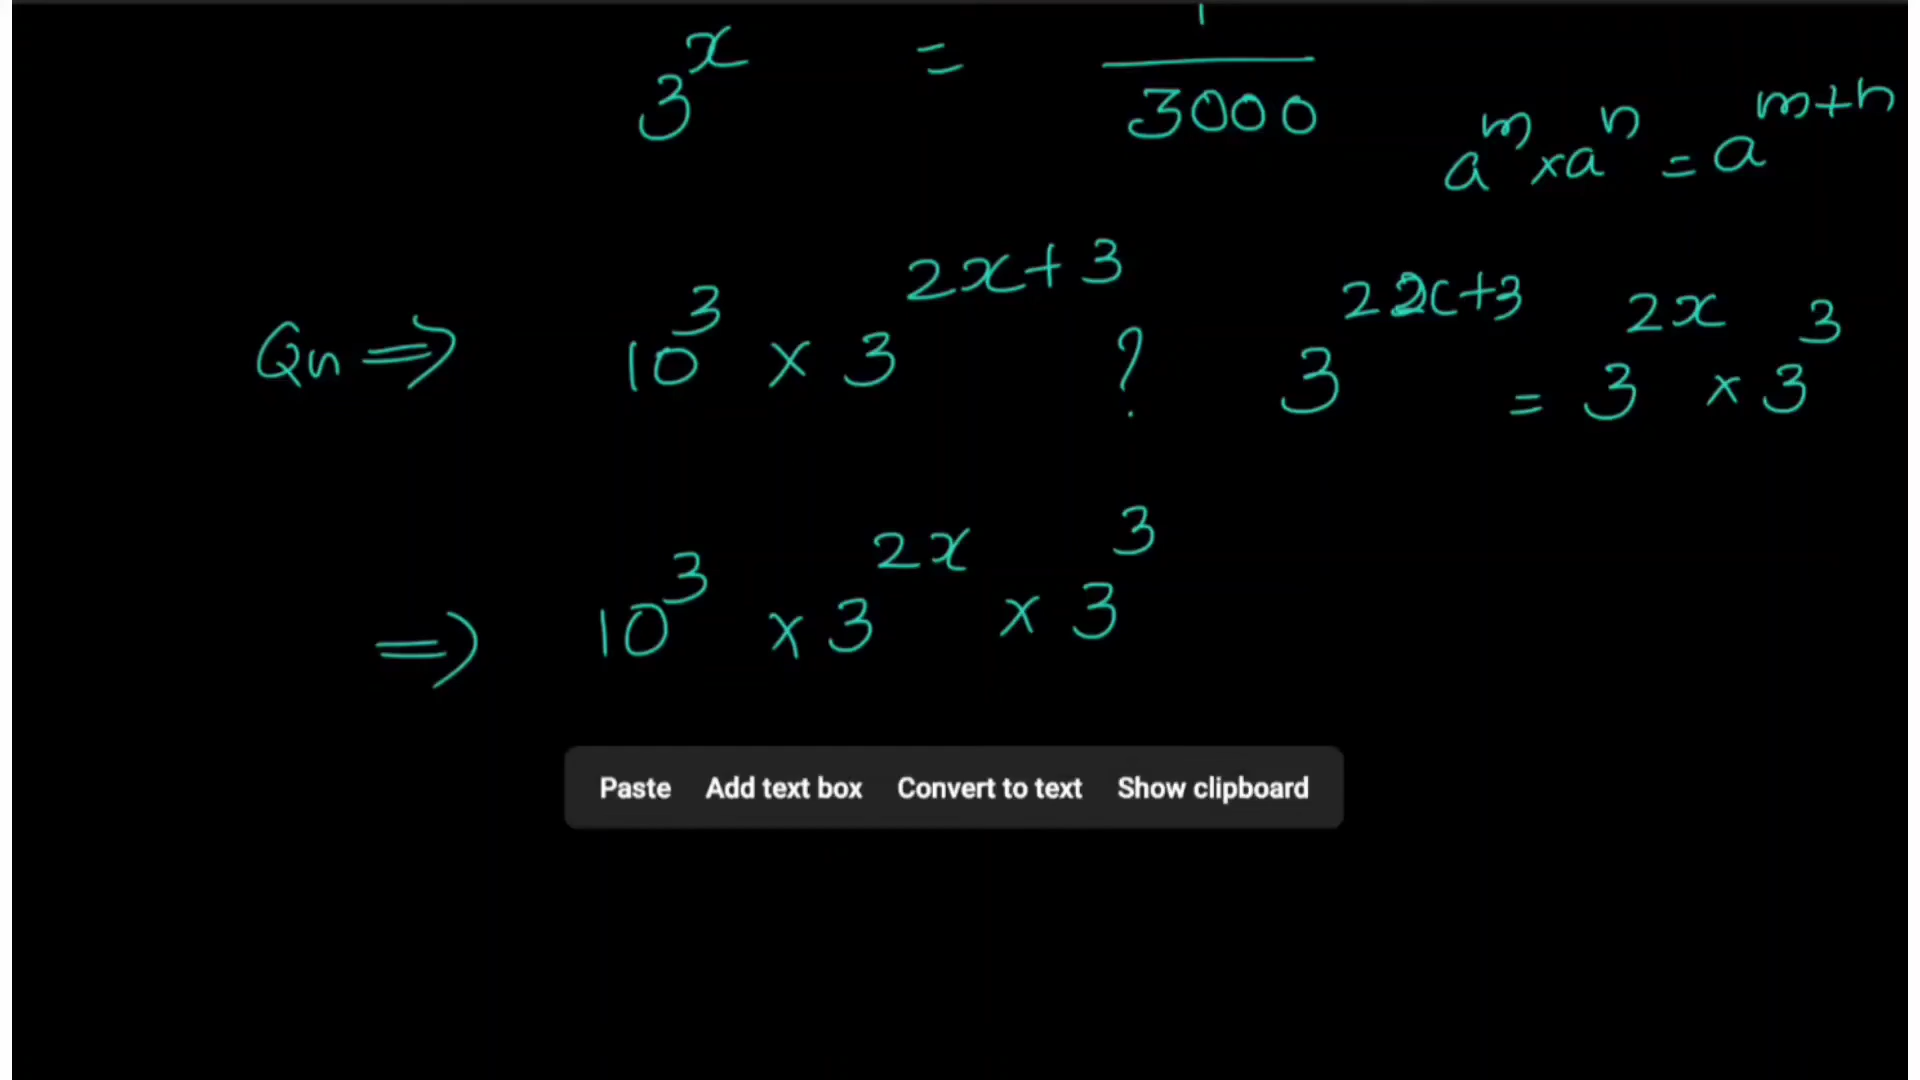 3^x = 1/3000
a^m × a^n = a^(m+n)
Qn ⇒ 10^3 × 3^(2x+3) ?
3^(2x+3) = 3^(2x) × 3^3
⇒ 10^3 × 3^(2x) × 3^3
Paste Add text box Convert to text Show clipboard